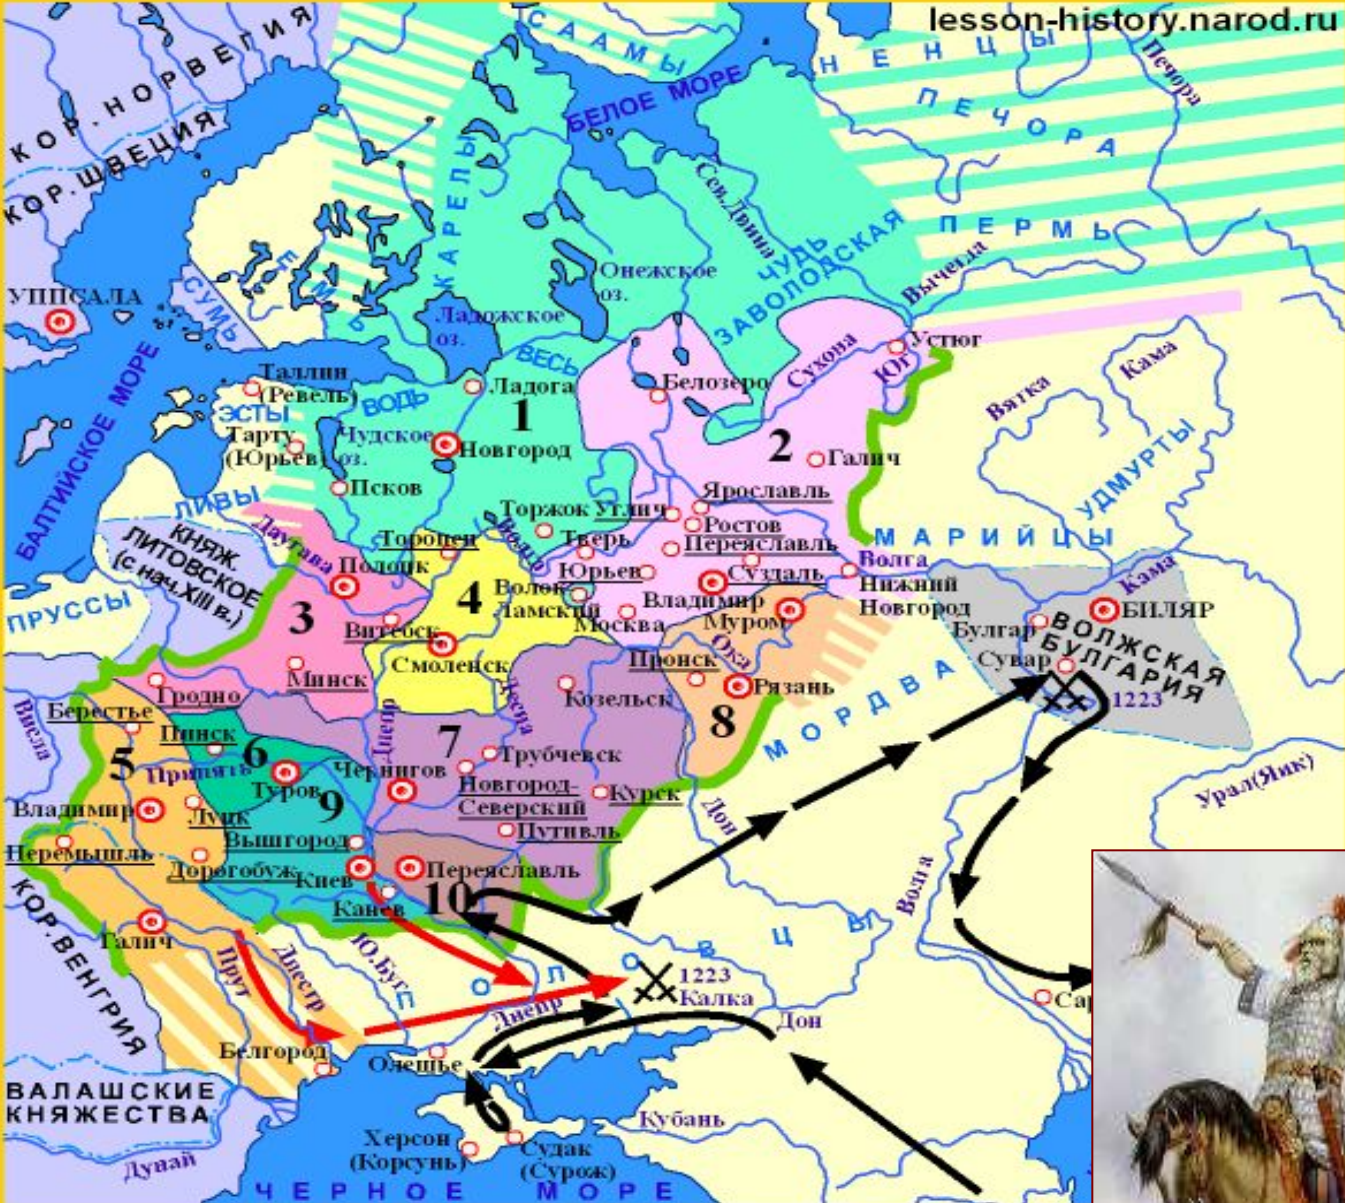 lesson-history.narod.ru
СААМЫ
НЕНЦЫ
КОР. НОРВЕГИЯ
БЕЛОЕ МОРЕ
Печора
ПЕЧОРА
КОР. ШВЕЦИЯ
КАРЕЛЫ
Сев.Двина
ПЕРМЬ
ЧУДЬ
ЗАВОЛОДСКАЯ
Вычегда
УППСАЛА
СУМЬ
ЕМЬ
Онежское
оз.
Ладожское
оз.
ВЕСЬ
Сухона
Устюг
Юг
Кама
Вятка
БАЛТИЙСКОЕ МОРЕ
Таллин
(Ревель)
ВОДЬ
Ладога
1
Белозеро
ЭСТЫ
Тарту
(Юрьев)
Чудское
оз.
Новгород
2
Галич
УДМУРТЫ
Псков
ЛИВЫ
Ярославль
Торжок
Углич
Ростов
КНЯЖ.
ЛИТОВСКОЕ
(с нач.XIII в.)
Даугава
Торопец
Волга
Тверь
Переяславль
МАРИЙЦЫ
Полоцк
Юрьев
Суздаль
Волга
Нижний
Новгород
Кама
ПРУССЫ
3
4
Волок
Ламский
Владимир
Муром
БИЛЯР
Булгар
ВОЛЖСКАЯ
БУЛГАРИЯ
Витебск
Москва
Сувар
Смоленск
Пронск
Ока
Минск
Десна
Козельск
Рязань
1223
Гродно
МОРДВА
Висла
Берестье
Пинск
Днепр
7
8
5
6
Припять
Туров
9
Чернигов
Трубчевск
Новгород-
Северский
Курск
Дон
Урал(Яик)
Владимир
Луцк
Вышгород
Путивль
Перемышль
Дорогобуж
Киев
Переяславль
Волга
Канев
10
КОР.ВЕНГРИЯ
Галич
Прут
Днестр
Ю.Буг
ПОЛОВЦЫ
1223
Калка
Сар
Днепр
Дон
Белгород
Олешье
ВАЛАШСКИЕ
КНЯЖЕСТВА
Кубань
Херсон
(Корсунь)
Судак
(Сурож)
Дунай
ЧЕРНОЕ МОРЕ